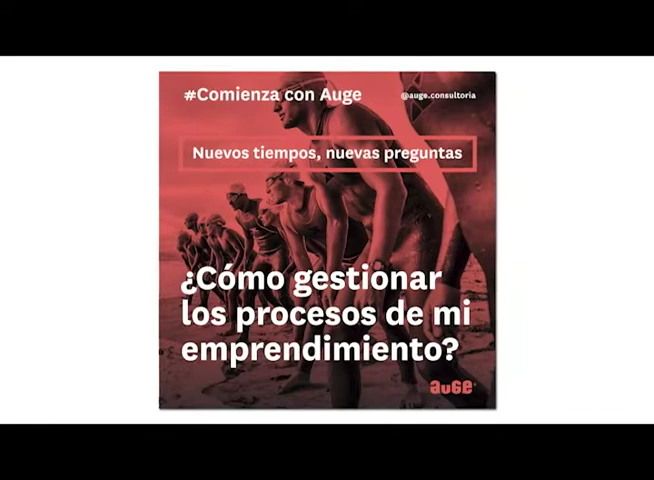 #Comienza con Auge
@auge.consultoria
Nuevos tiempos, nuevas preguntas
¿Cómo gestionar
los procesos de mi
emprendimiento?
auge